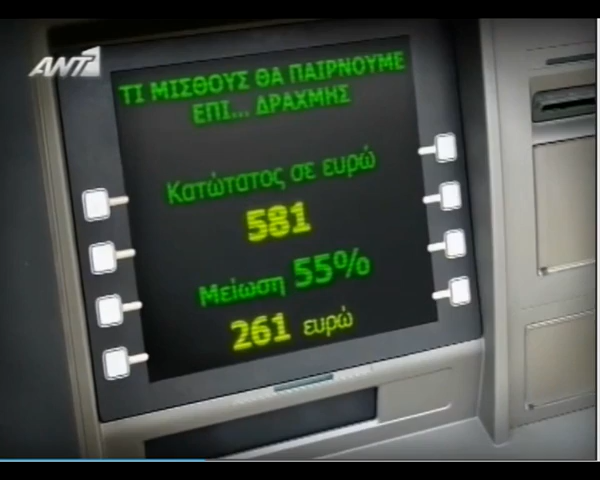 ANT1
ΤΙ ΜΙΣΘΟΥΣ ΘΑ ΠΑΙΡΝΟΥΜΕ
ΕΠΙ... ΔΡΑΧΜΗΣ
Κατώτατος σε ευρώ
581
Μείωση 55%
261 ευρώ